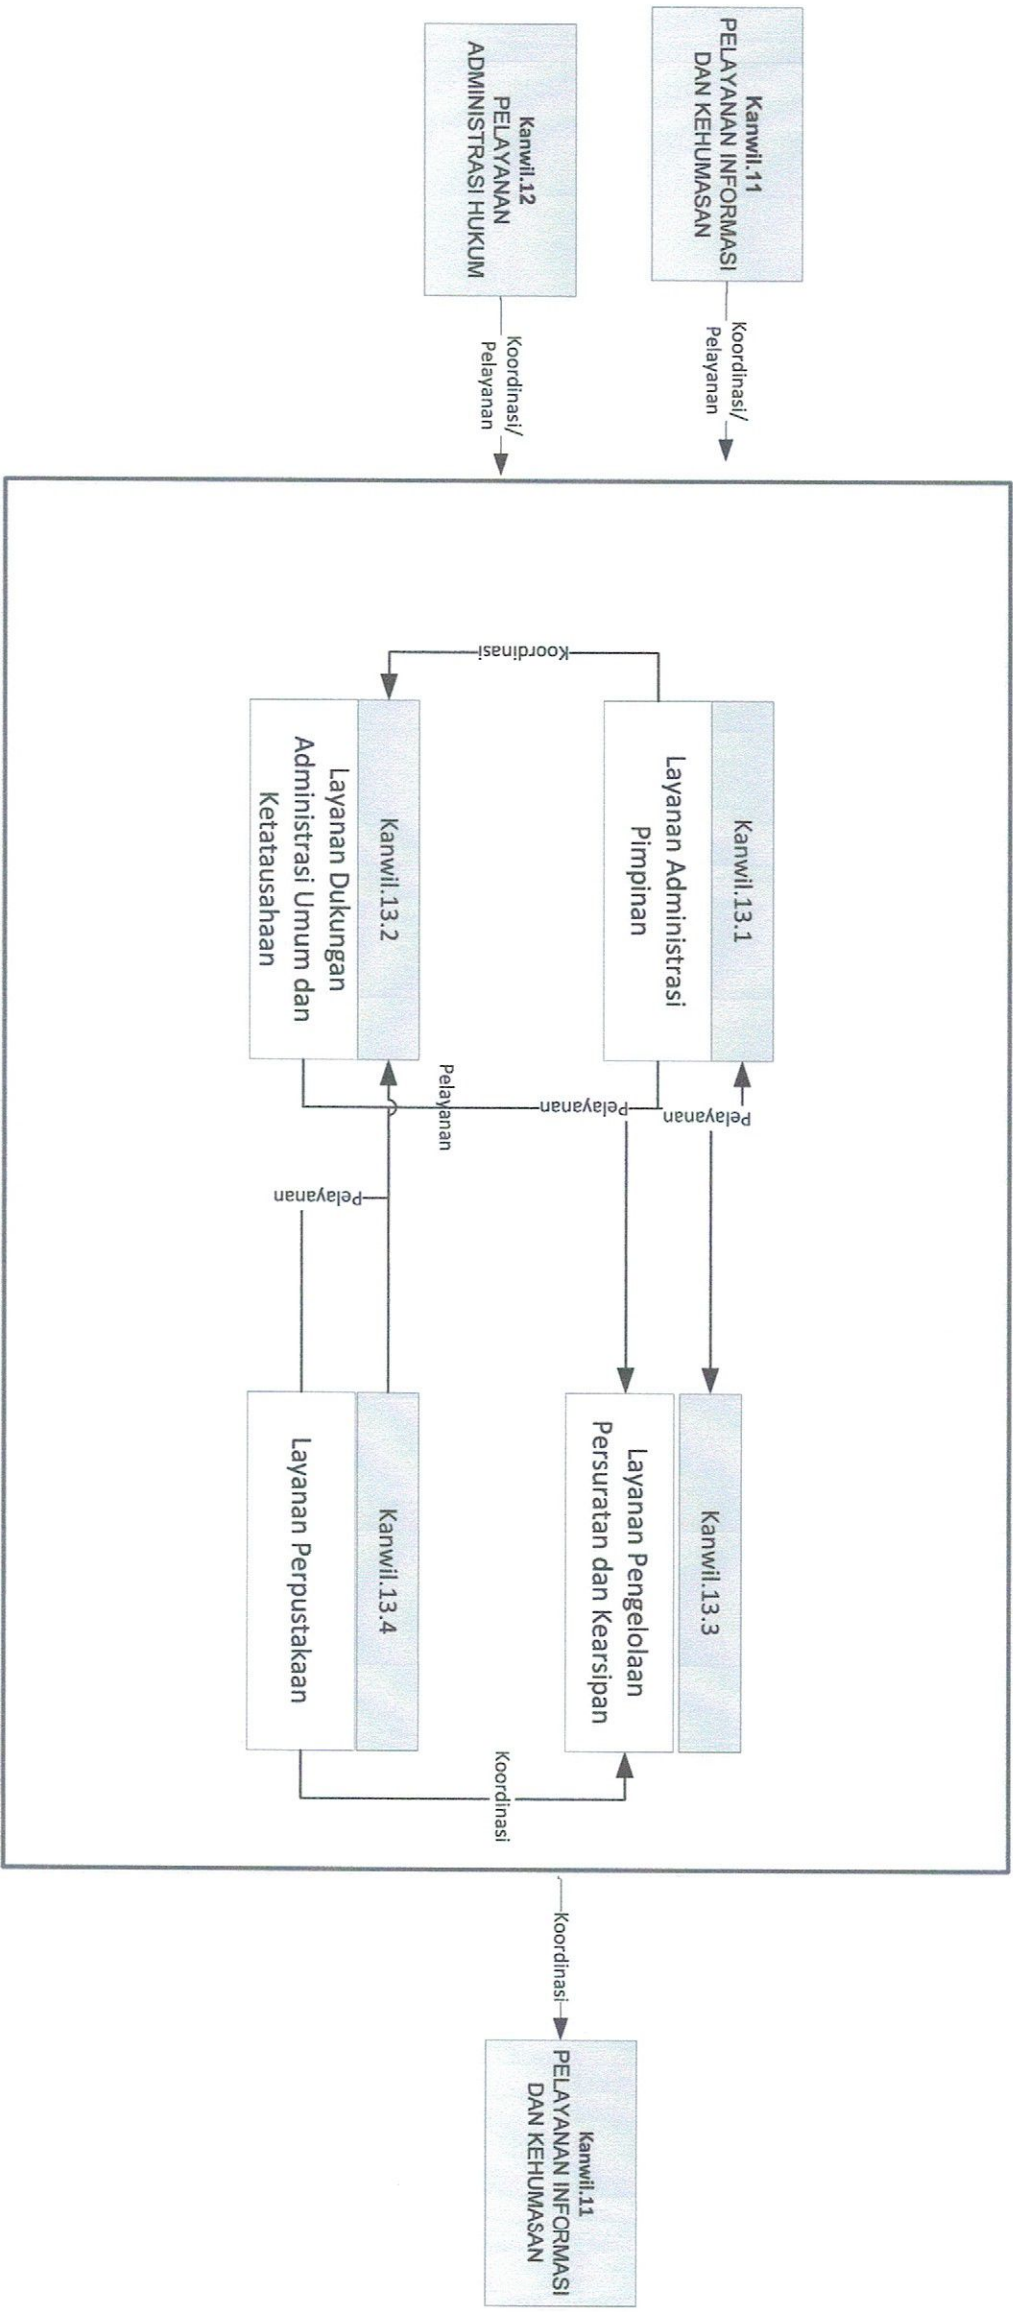 Kanwil.11
PELAYANAN INFORMASI
DAN KEHUMASAN
Koordinasi/
Pelayanan
Kanwil.12
PELAYANAN
ADMINISTRASI HUKUM
Koordinasi/
Pelayanan
Kanwil.13.1
Layanan Administrasi
Pimpinan
Koordinasi
Kanwil.13.2
Layanan Dukungan
Administrasi Umum dan
Ketatausahaan
Pelayanan
Pelayanan
Pelayanan
Pelayanan
Kanwil.13.3
Layanan Pengelolaan
Persuratan dan Kearsipan
Kanwil.13.4
Layanan Perpustakaan
Koordinasi
Koordinasi
Kanwil.11
PELAYANAN INFORMASI
DAN KEHUMASAN